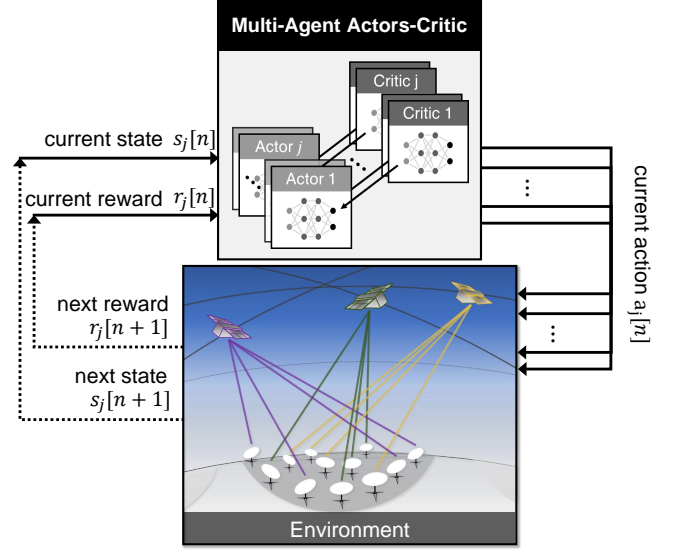 Multi-Agent Actors-Critic
Critic j
Critic 1
Actor j
Actor 1
current state s_j[n]
current reward r_j[n]
⋮
current action a_j[n]
next reward
r_j[n + 1]
next state
s_j[n + 1]
⋮
Environment